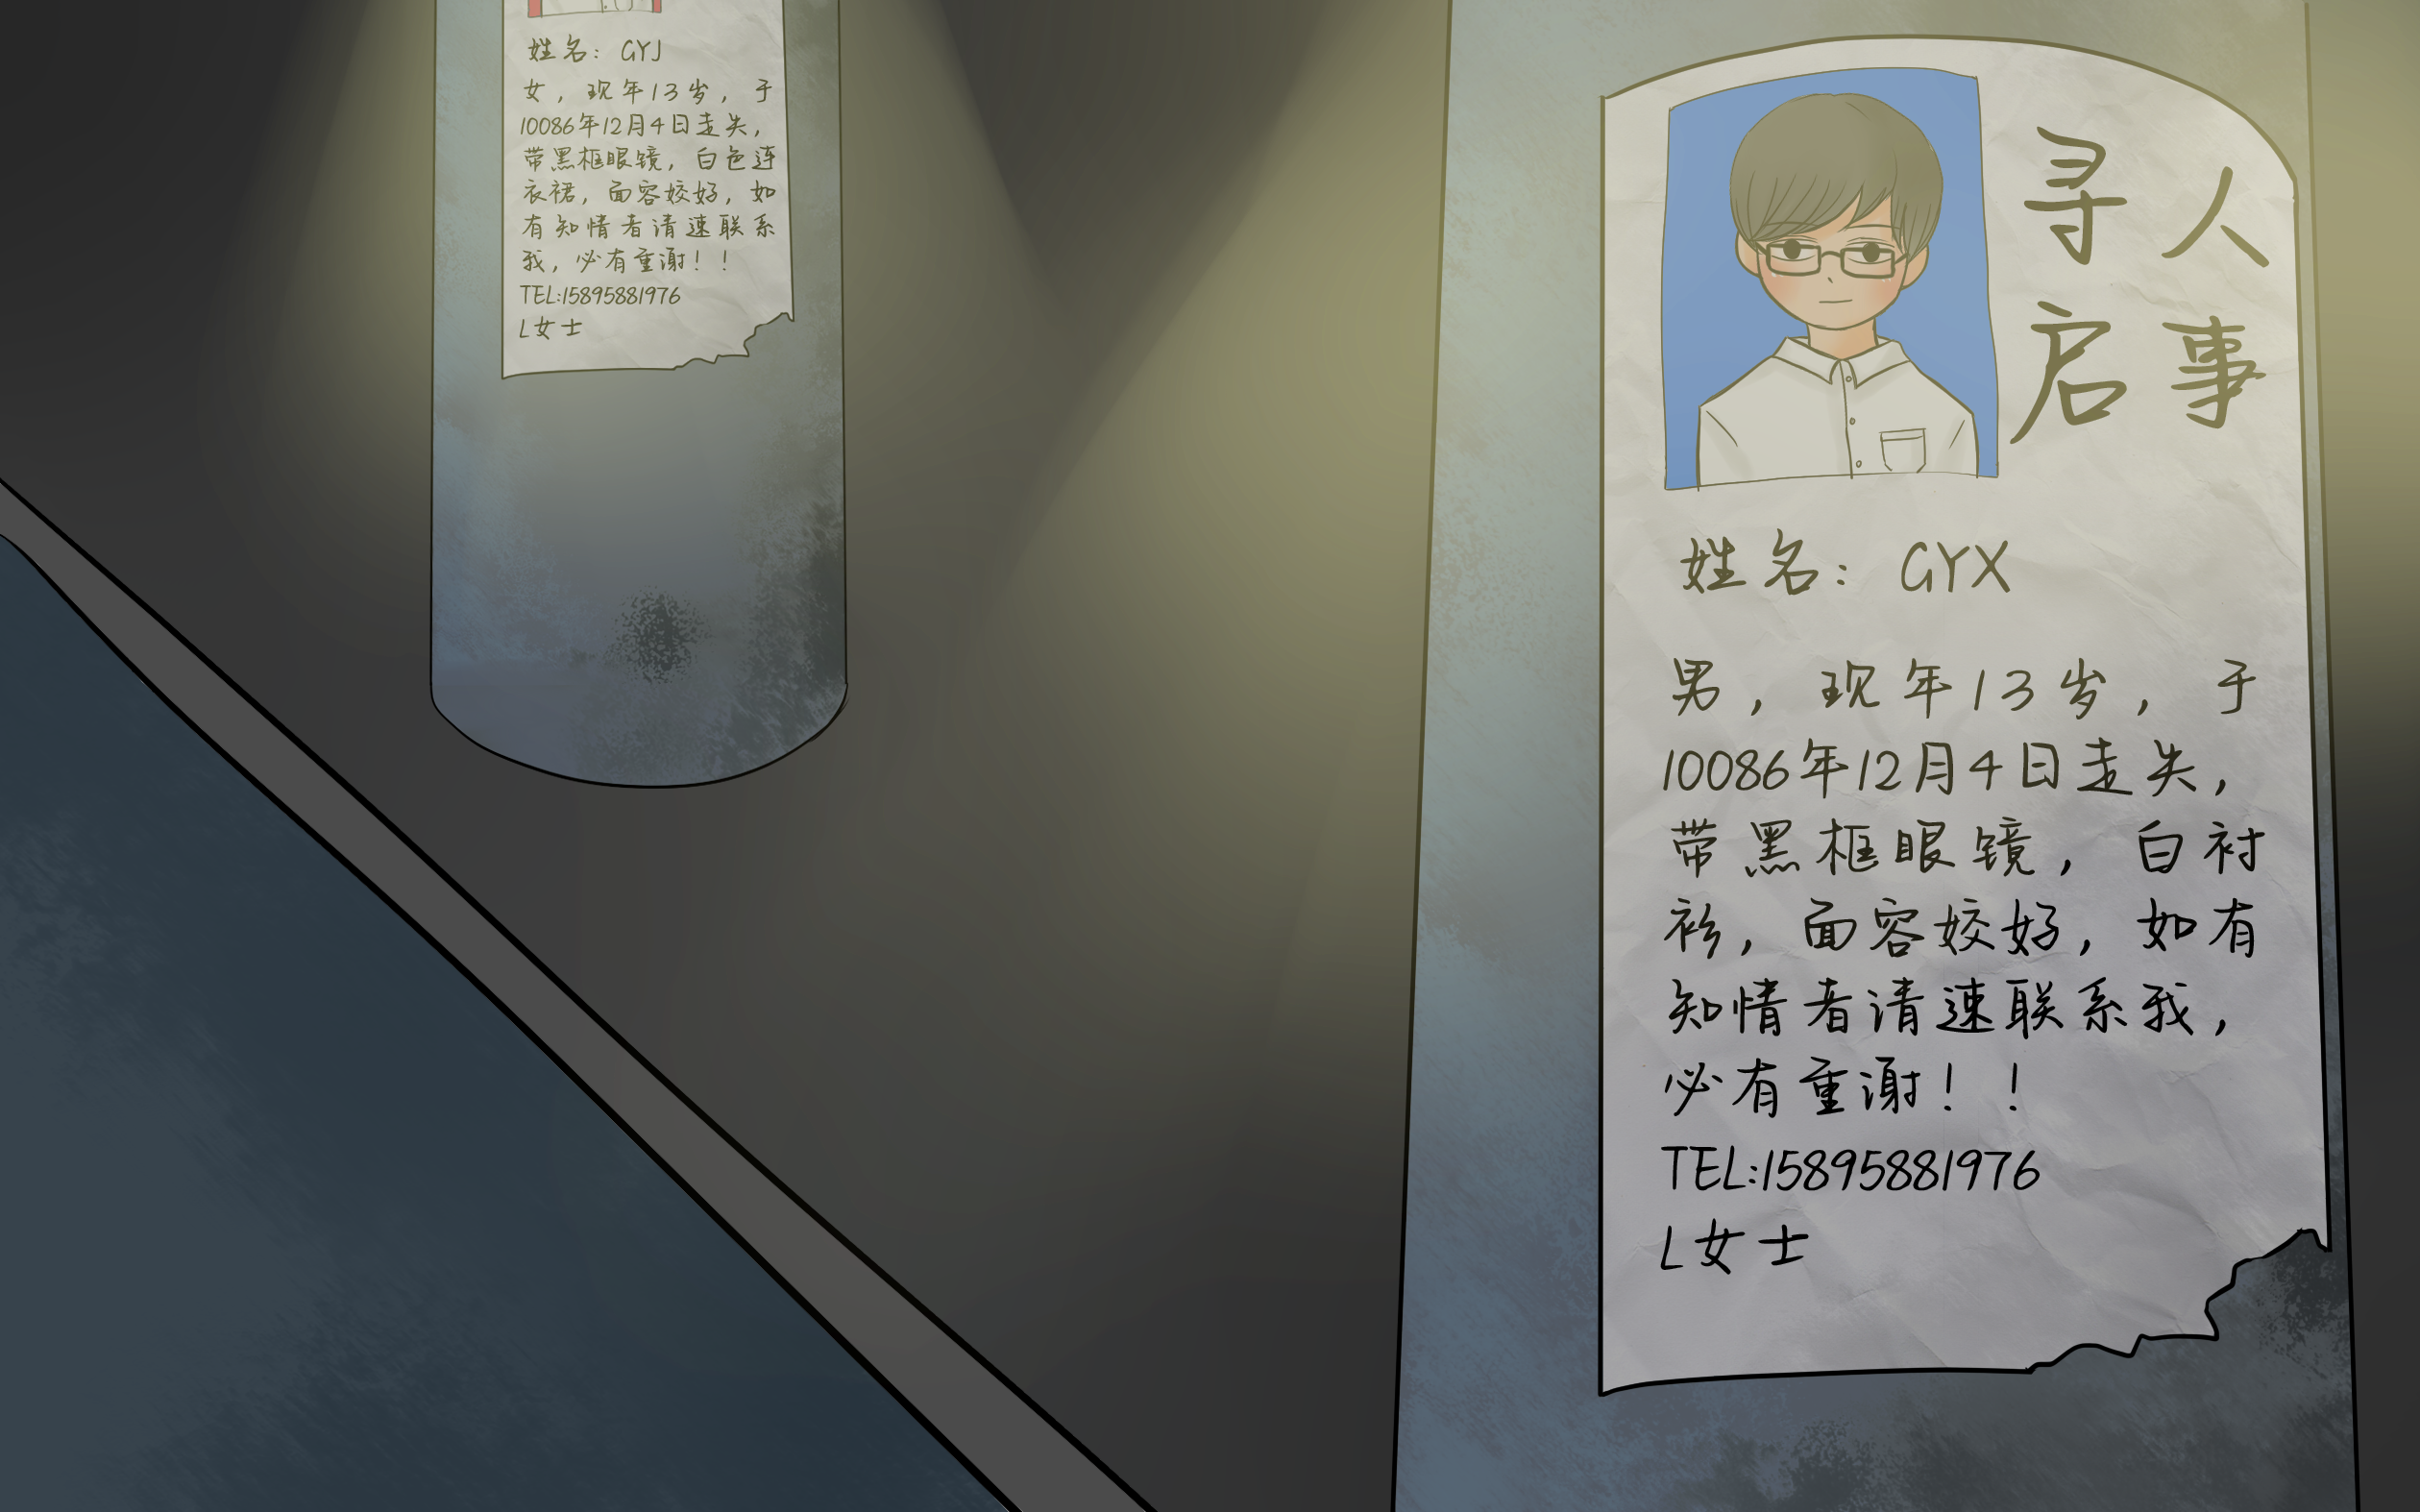 姓名：GYJ
女，现年13岁，于
10086年12月4日走失，
带黑框眼镜，白色连
衣裙，面容姣好，如
有知情者请速联系
我，必有重谢！！
TEL:15895881976
L女士
寻人
启事
姓名：GYX
男，现年13岁，于
10086年12月4日走失，
带黑框眼镜，白衬
衫，面容姣好，如有
知情者请速联系我，
必有重谢！！
TEL:15895881976
L女士